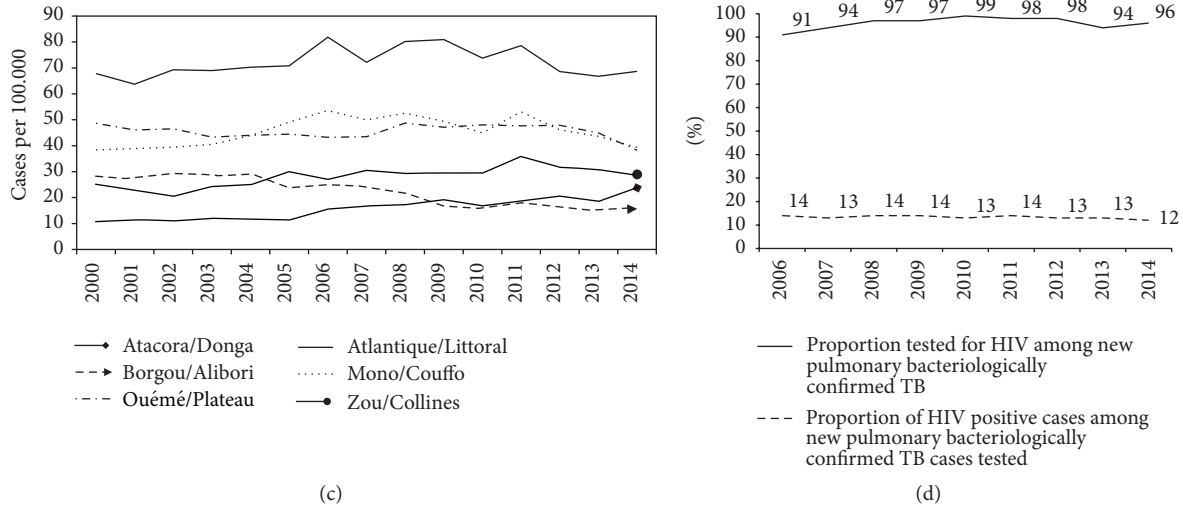 90
80
70
60
50
40
30
20
10
0
Cases per 100.000
2000
2001
2002
2003
2004
2005
2006
2007
2008
2009
2010
2011
2012
2013
2014
Atacora/Donga
Borgou/Alibori
Ouémé/Plateau
Atlantique/Littoral
Mono/Couffo
Zou/Collines
(c)
91 94 97 97 99 98 98 94 96
100
90
80
70
60
50
40
30
20
10
0
(%)
14 13 14 14 13 14 13 13 12
2006
2007
2008
2009
2010
2011
2012
2013
2014
Proportion tested for HIV among new
pulmonary bacteriologically
confirmed TB
Proportion of HIV positive cases among
new pulmonary bacteriologically
confirmed TB cases tested
(d)